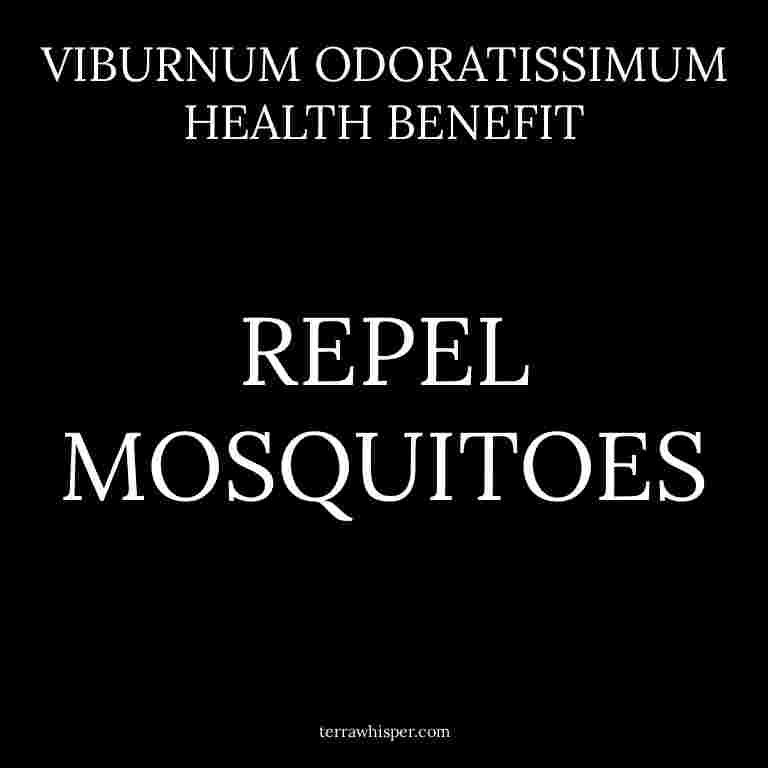 VIBURNUM ODORATISSIMUM
HEALTH BENEFIT
REPEL
MOSQUITOES
terrawhisper.com